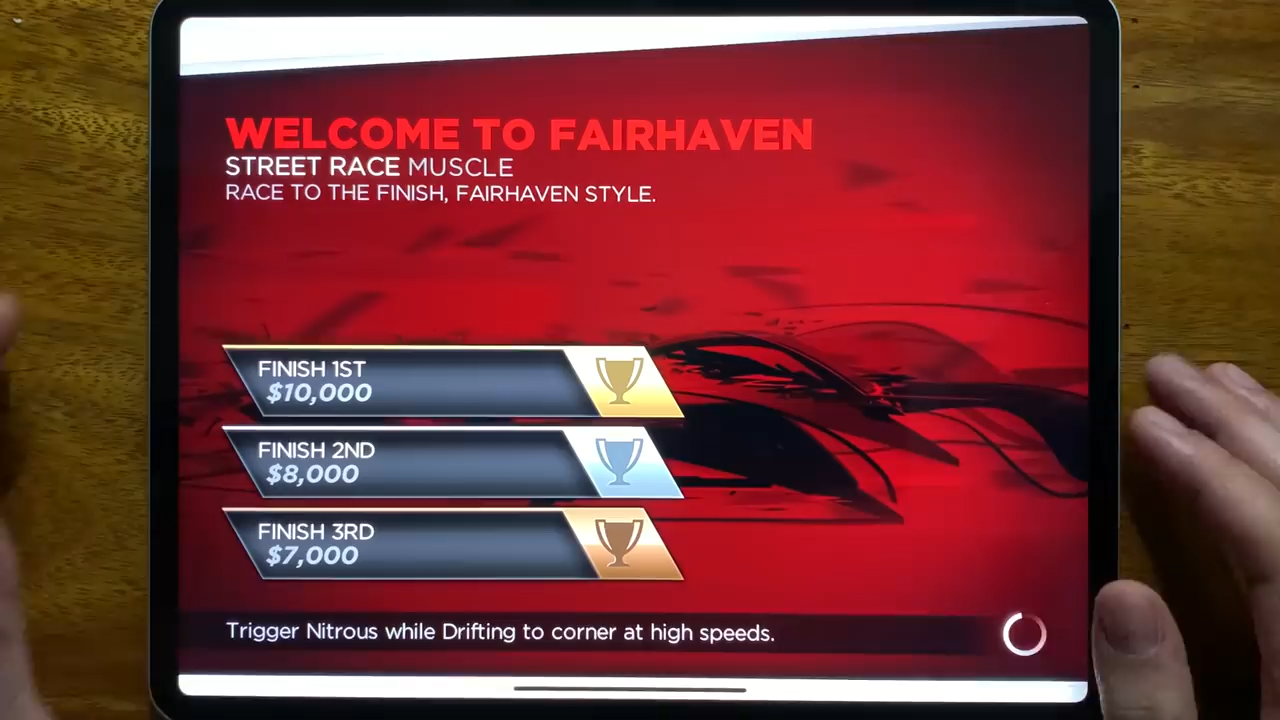 WELCOME TO FAIRHAVEN
STREET RACE MUSCLE
RACE TO THE FINISH, FAIRHAVEN STYLE.
FINISH 1ST
$10,000
FINISH 2ND
$8,000
FINISH 3RD
$7,000
Trigger Nitrous while Drifting to corner at high speeds.